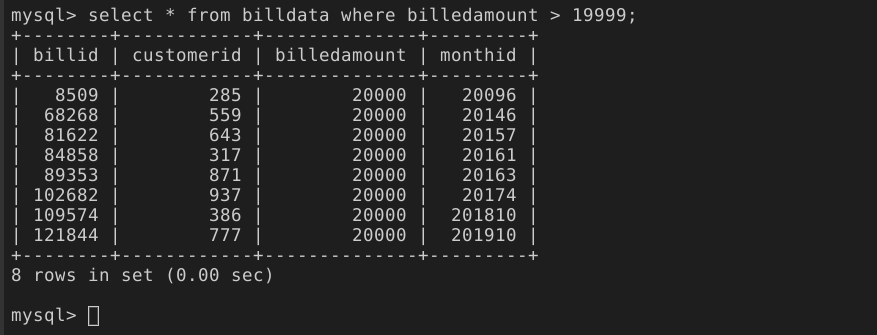 mysql> select * from billdata where billedamount > 19999;
+--------+------------+--------------+---------+
| billid | customerid | billedamount | monthid |
+--------+------------+--------------+---------+
|   8509 |        285 |        20000 |   20096 |
|  68268 |        559 |        20000 |   20146 |
|  81622 |        643 |        20000 |   20157 |
|  84858 |        317 |        20000 |   20161 |
|  89353 |        871 |        20000 |   20163 |
| 102682 |        937 |        20000 |   20174 |
| 109574 |        386 |        20000 |  201810 |
| 121844 |        777 |        20000 |  201910 |
+--------+------------+--------------+---------+
8 rows in set (0.00 sec)
mysql>